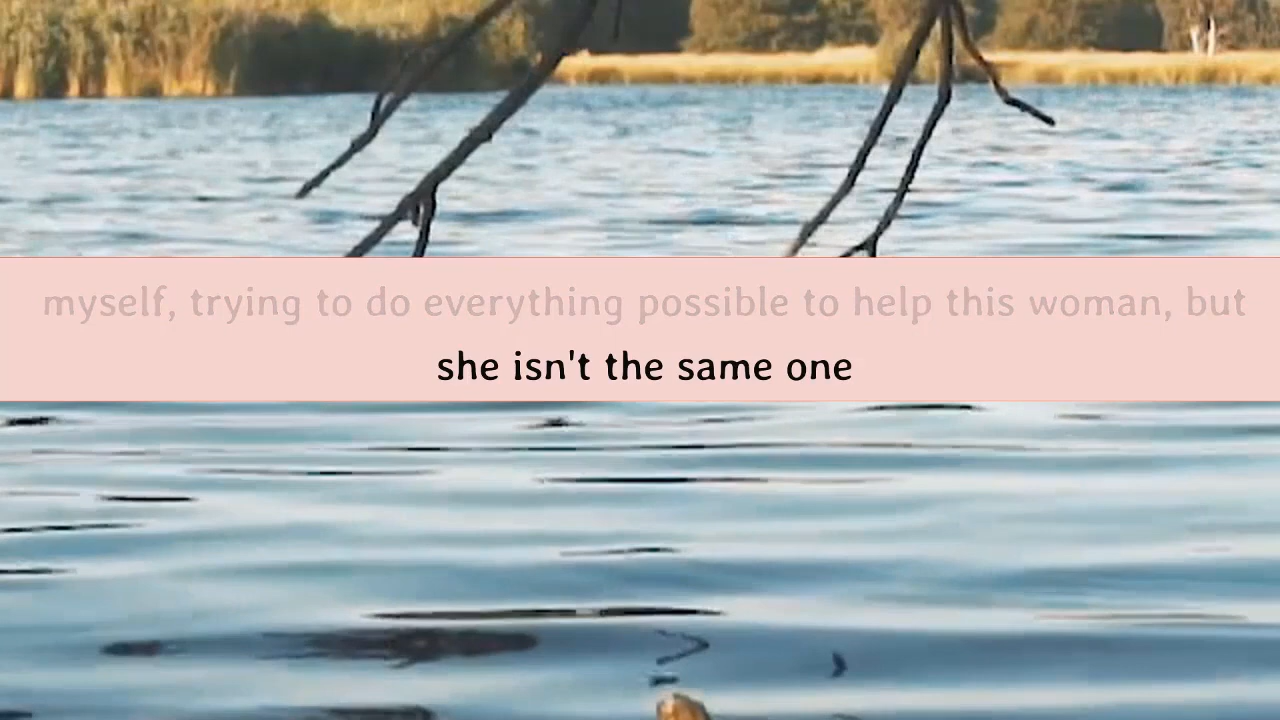 myself, trying to do everything possible to help this woman, but
she isn't the same one